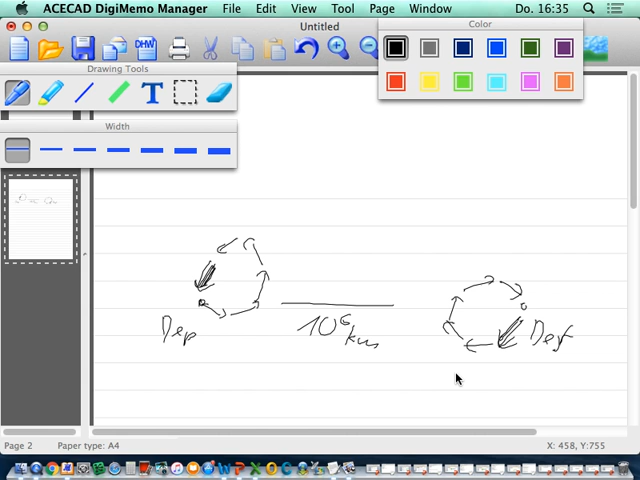 ACECAD DigiMemo Manager File Edit View Tool Page Window Do. 16:35
Untitled
Color
DHW
Drawing Tools
T
Width
Dep
10⁶ km
Def
Page 2 Paper type: A4 X: 458, Y:755